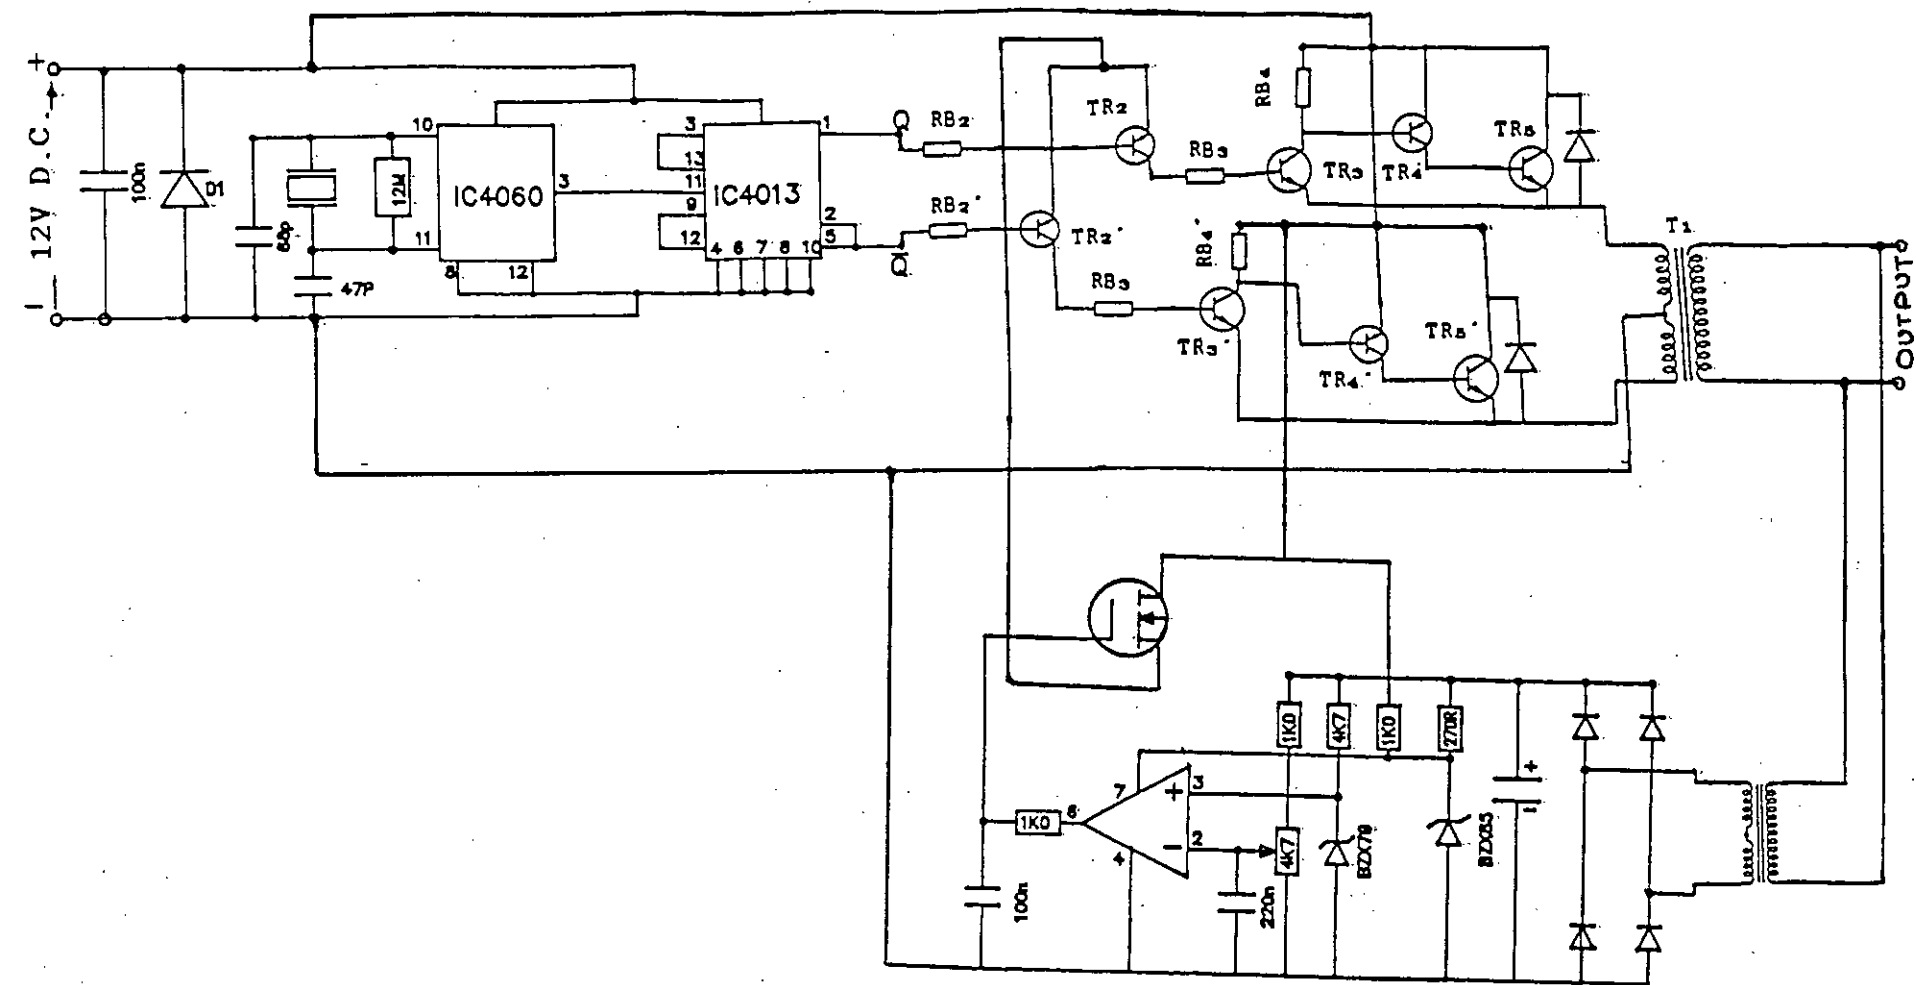 +
12V D.C.
−
100n
D1
68p
12M
47P
10
11
IC4060
3
8
12
3
13
11
9
12
IC4013
1
2
5
4
6
7
8
10
Q
RB2
Q̅
RB2'
TR2
TR2'
RB3
RB3
RB4
TR3
TR4
TR5
RB4'
TR3'
TR4'
TR5'
T1
OUTPUT
1K0
4K7
1K0
270R
7
+
3
6
−
2
4
1K0
100n
220n
4K7
BZX79
BZX85
+
-